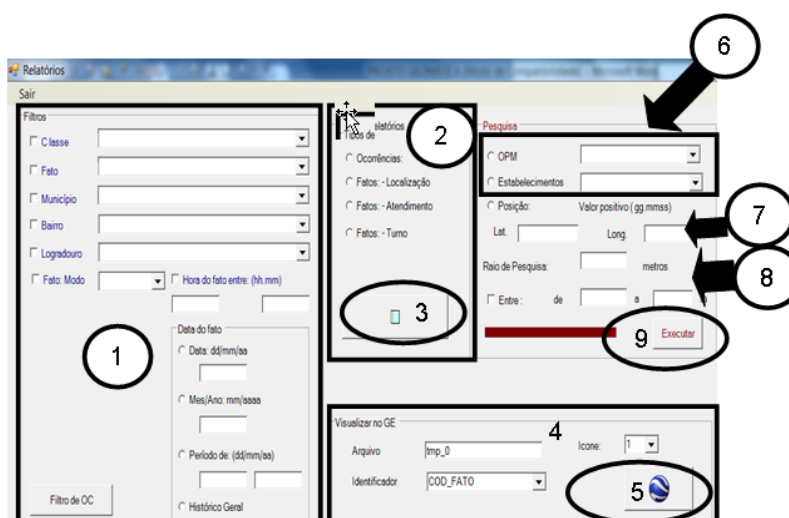 6
Relatórios
Sair
Filtros
Classe
Fato
Município
Bairro
Logradouro
Fato: Modo
Hora do fato entre: (hh.mm)
1
Data do fato
Data: dd/mm/aa
Mes/Ano: mm/aaaa
Período de: (dd/mm/aa)
Histórico Geral
Filtro de OC
Tipos de elatórios
2
Ocorrências:
Fatos: - Localização
Fatos: - Atendimento
Fatos: - Turno
3
Pesquisa
OPM
Estabelecimentos
Posição: Valor positivo ( gg.mmss)
Lat. Long.
7
Raio de Pesquisa: metros
8
Entre : de a
9 Executar
Visualizar no GE
4
Arquivo tmp_0 Icone: 1
Identificador COD_FATO
5